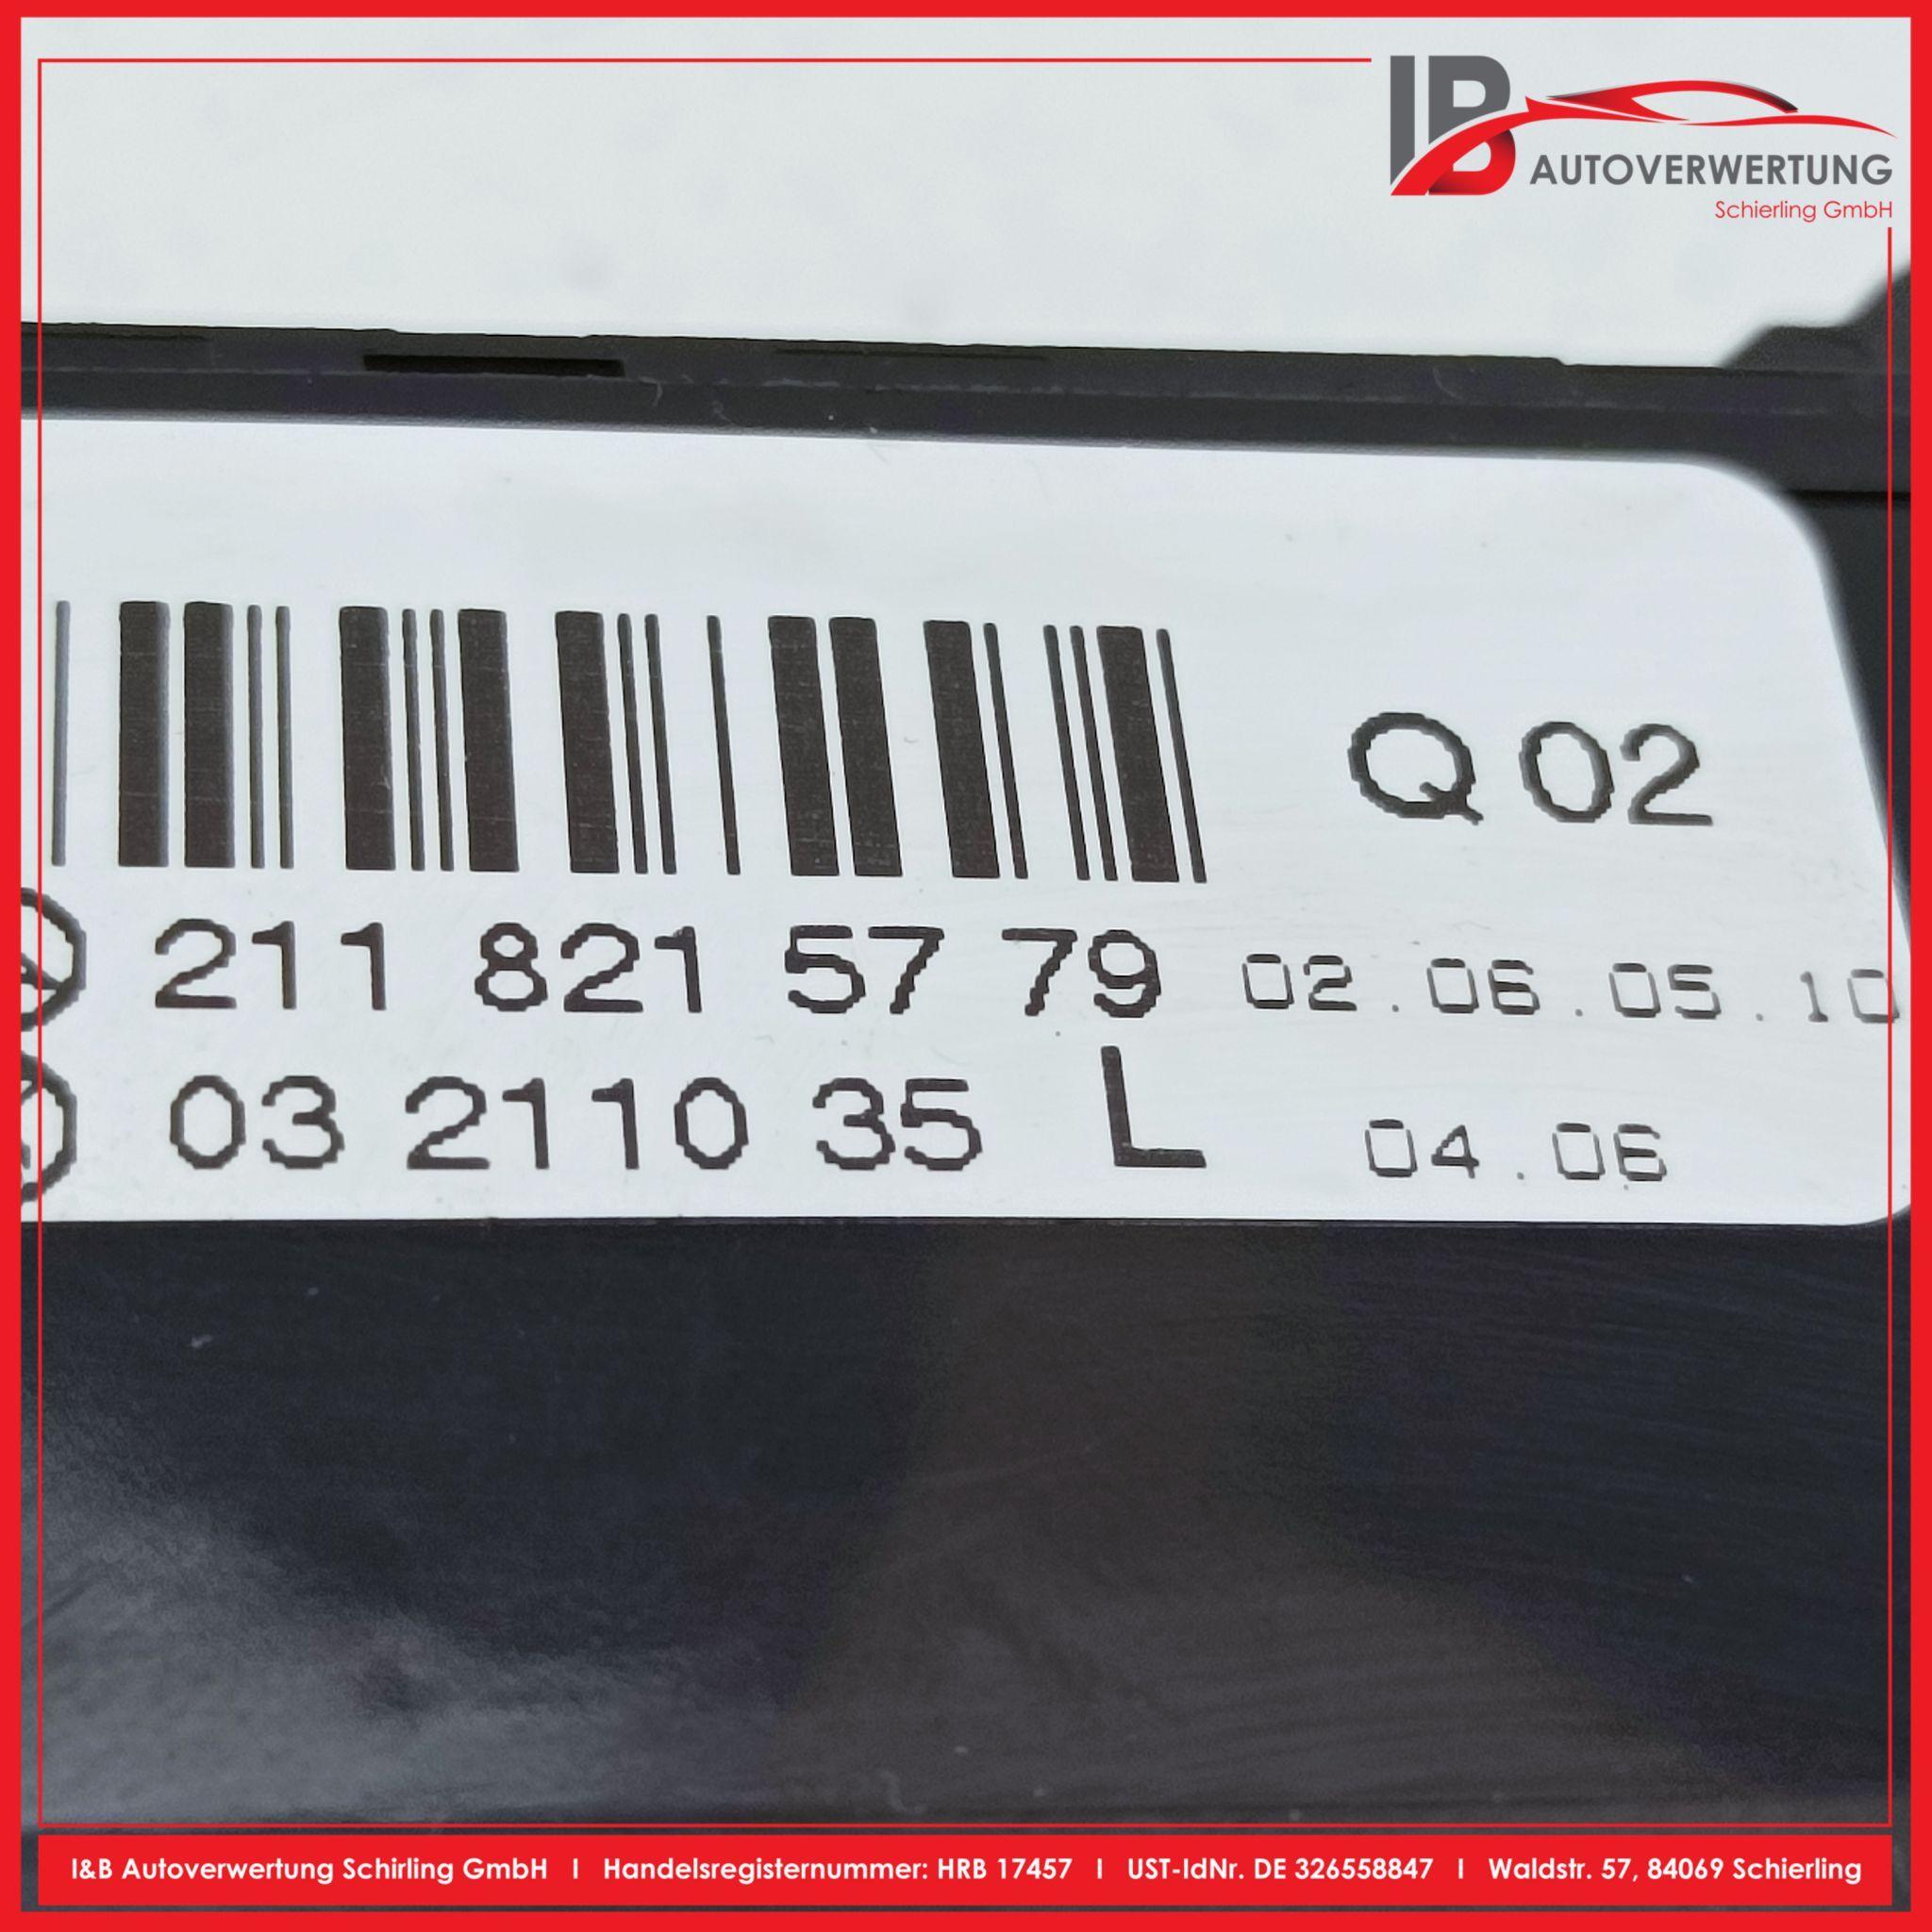 IB AUTOVERWERTUNG
Schierling GmbH
Q 02
211 821 57 79 02.06.05.10
03 2110 35 L 04.06
I&B Autoverwertung Schirling GmbH I Handelsregisternummer: HRB 17457 I UST-IdNr. DE 326558847 I Waldstr. 57, 84069 Schierling